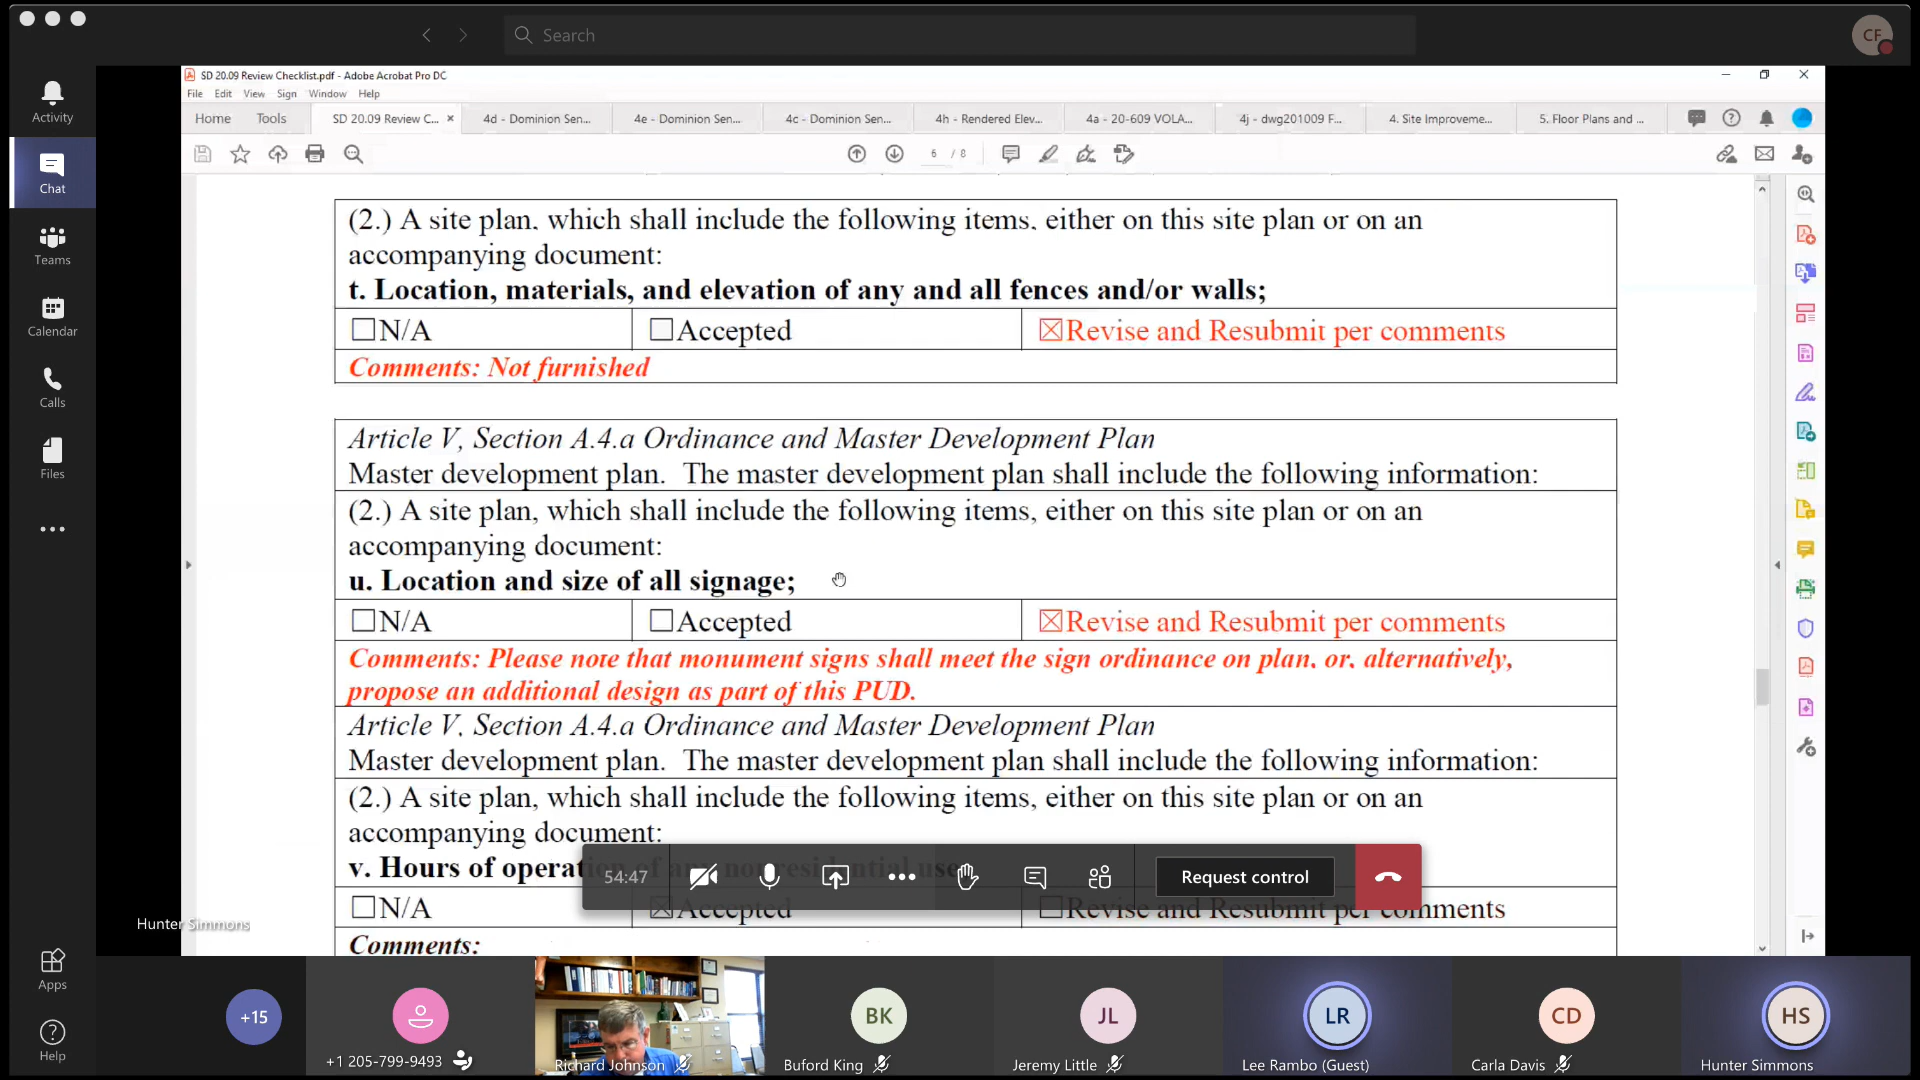 Search
CF
SD 20.09 Review Checklist.pdf - Adobe Acrobat Pro DC
File Edit View Sign Window Help
Home Tools SD 20.09 Review C... × 4d - Dominion Sen... 4e - Dominion Sen... 4c - Dominion Sen... 4h - Rendered Elev... 4a - 20-609 VOLA... 4j - dwg201009 F... 4. Site Improveme... 5. Floor Plans and ...
6 / 8
Activity
Chat
Teams
Calendar
Calls
Files
Apps
Help
(2.) A site plan, which shall include the following items, either on this site plan or on an
accompanying document:
t. Location, materials, and elevation of any and all fences and/or walls;
☐N/A ☐Accepted ☒Revise and Resubmit per comments
Comments: Not furnished
Article V, Section A.4.a Ordinance and Master Development Plan
Master development plan. The master development plan shall include the following information:
(2.) A site plan, which shall include the following items, either on this site plan or on an
accompanying document:
u. Location and size of all signage;
☐N/A ☐Accepted ☒Revise and Resubmit per comments
Comments: Please note that monument signs shall meet the sign ordinance on plan, or, alternatively,
propose an additional design as part of this PUD.
Article V, Section A.4.a Ordinance and Master Development Plan
Master development plan. The master development plan shall include the following information:
(2.) A site plan, which shall include the following items, either on this site plan or on an
accompanying document:
v. Hours of operation of any nonresidential use
☐N/A ☒Accepted ☐Revise and Resubmit per comments
Comments:
54:47 Request control
Hunter Simmons
+15 BK JL LR CD HS
+1 205-799-9493 Richard Johnson Buford King Jeremy Little Lee Rambo (Guest) Carla Davis Hunter Simmons